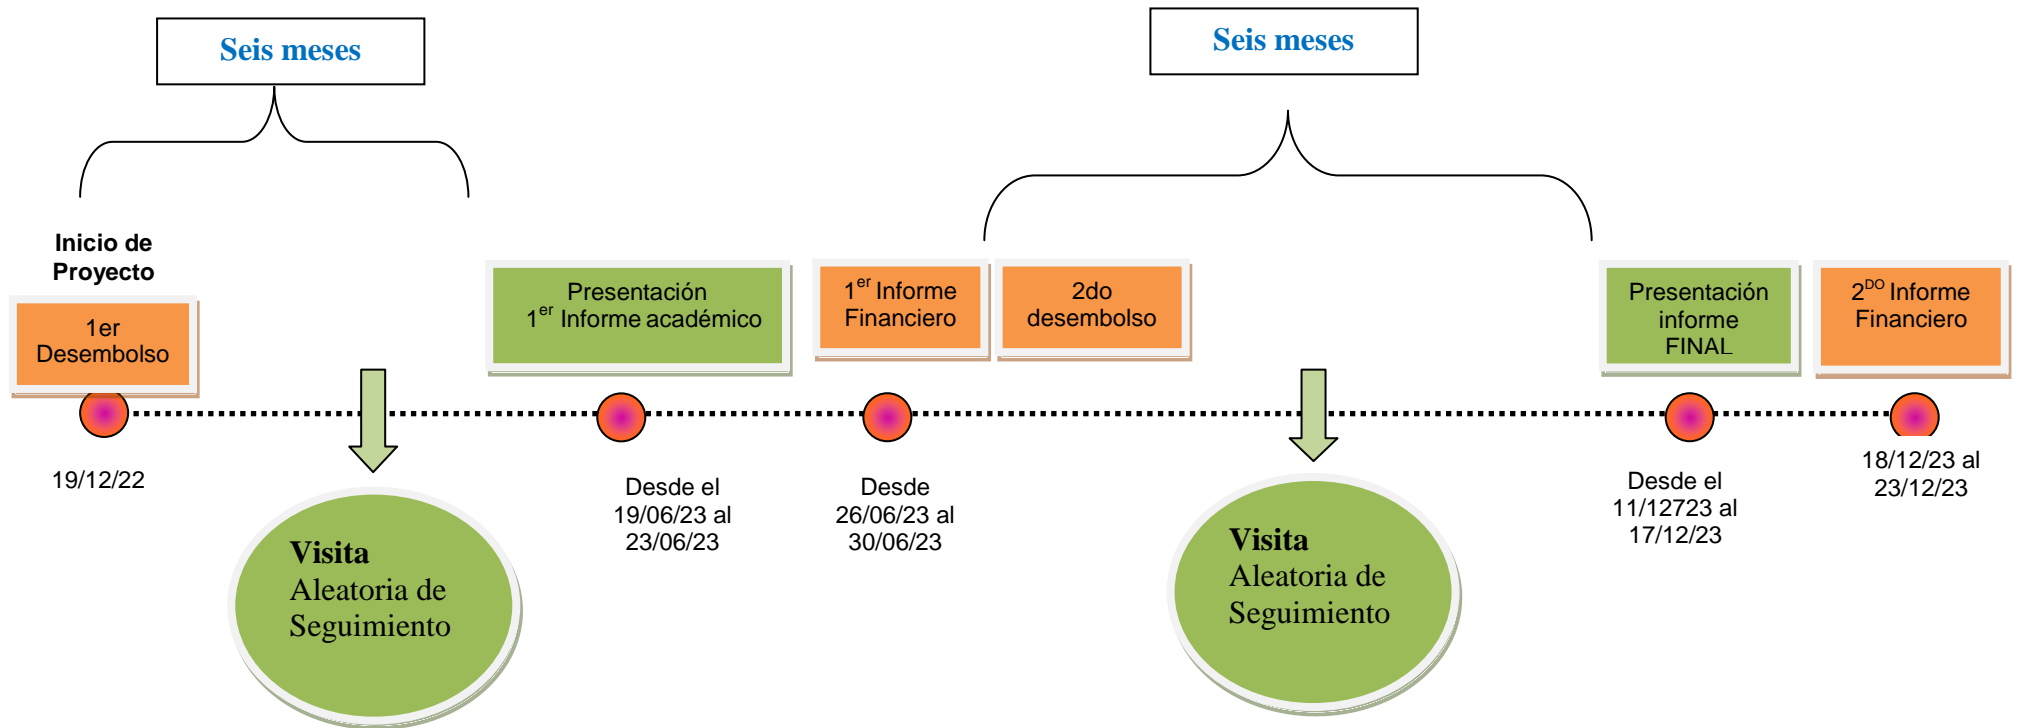 Seis meses
Seis meses
Inicio de
Proyecto
1er
Desembolso
Presentación
1er Informe académico
1er Informe
Financiero
2do
desembolso
Presentación
informe
FINAL
2DO Informe
Financiero
19/12/22
Desde el
19/06/23 al
23/06/23
Desde
26/06/23 al
30/06/23
Desde el
11/12723 al
17/12/23
18/12/23 al
23/12/23
Visita
Aleatoria de
Seguimiento
Visita
Aleatoria de
Seguimiento